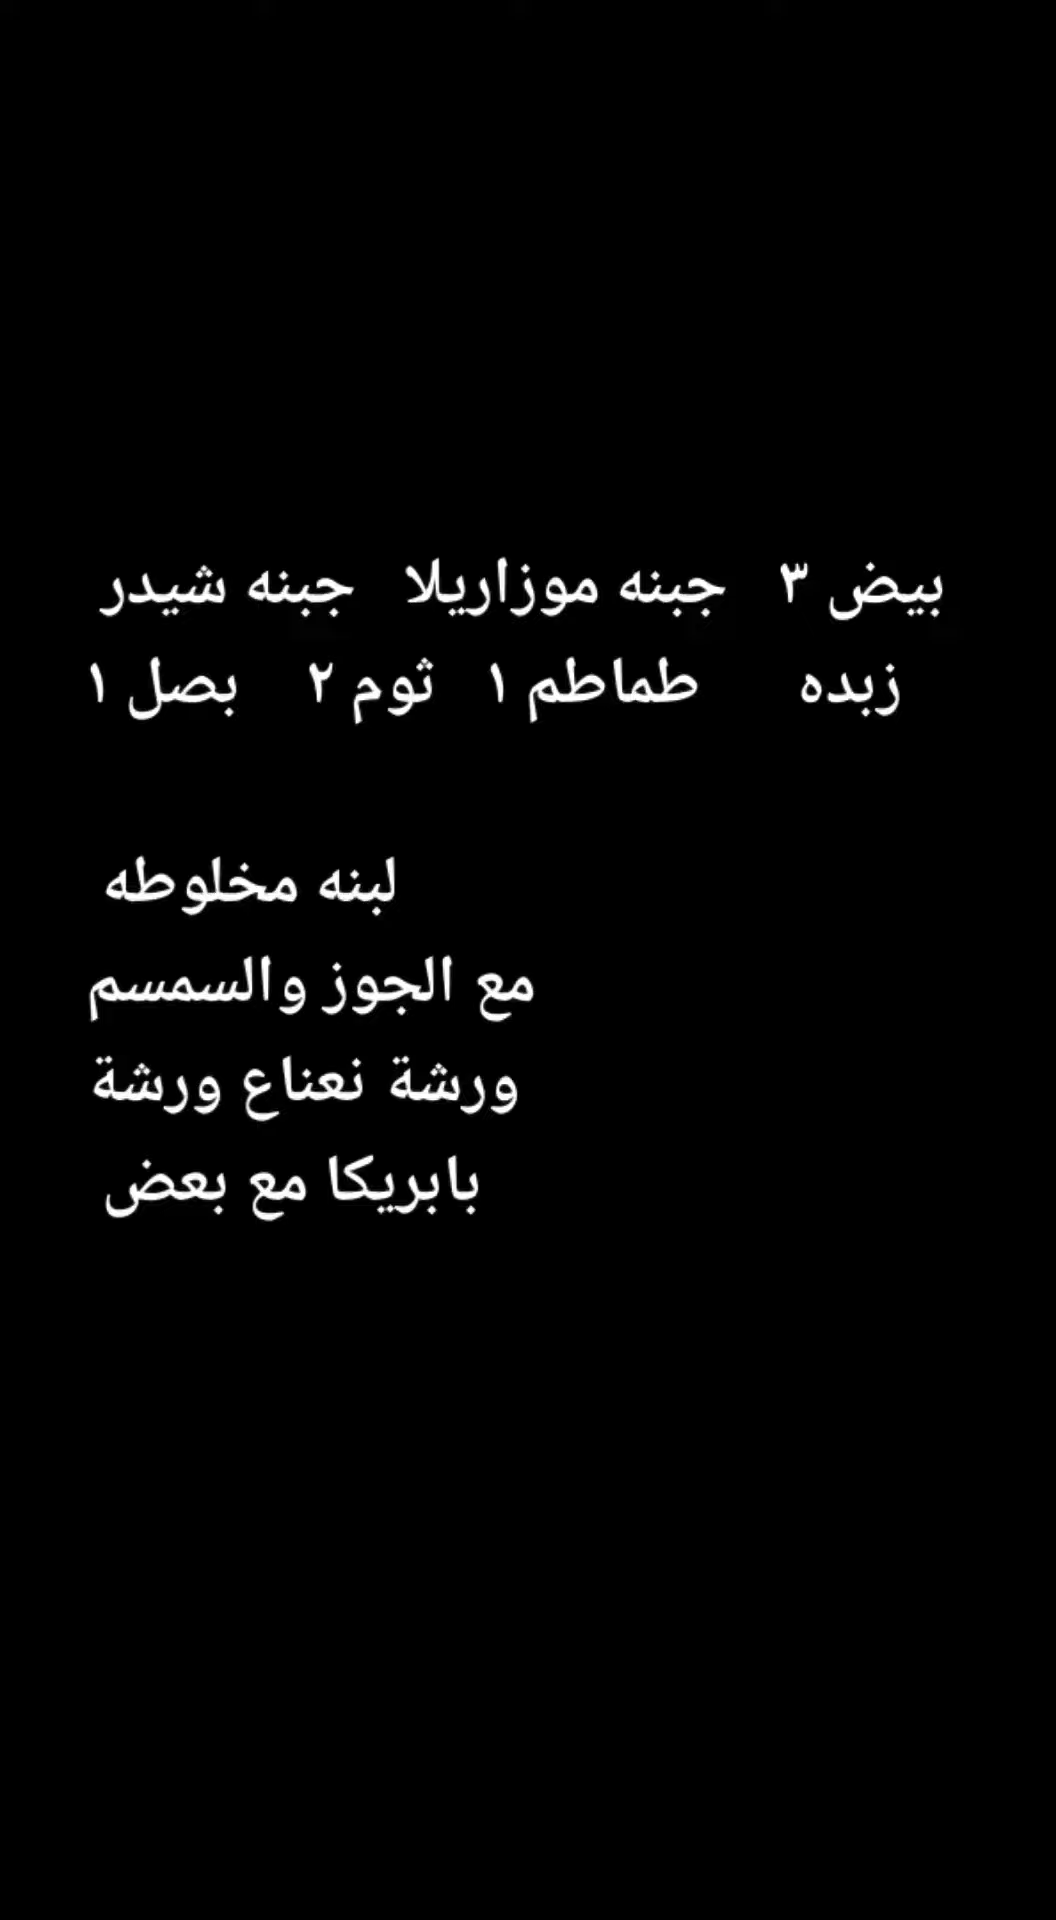 بيض ٣ جبنه موزاريلا جبنه شيدر
زبده طماطم ١ ثوم ٢ بصل ١
لبنه مخلوطه
مع الجوز والسمسم
ورشة نعناع ورشة
بابريكا مع بعض